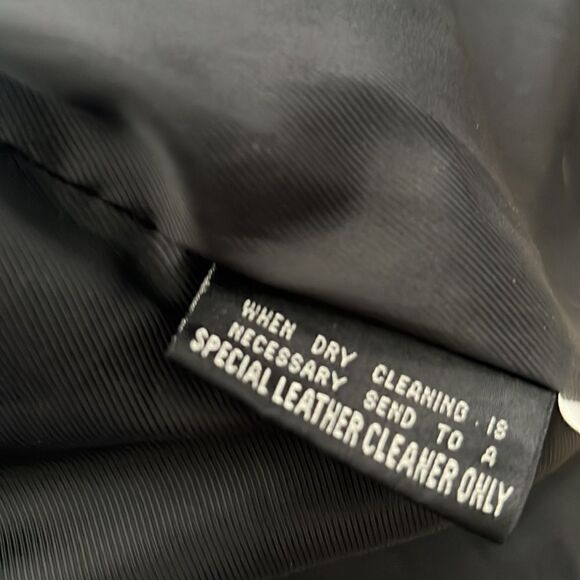 WHEN DRY CLEANING IS
NECESSARY SEND TO A
SPECIAL LEATHER CLEANER ONLY